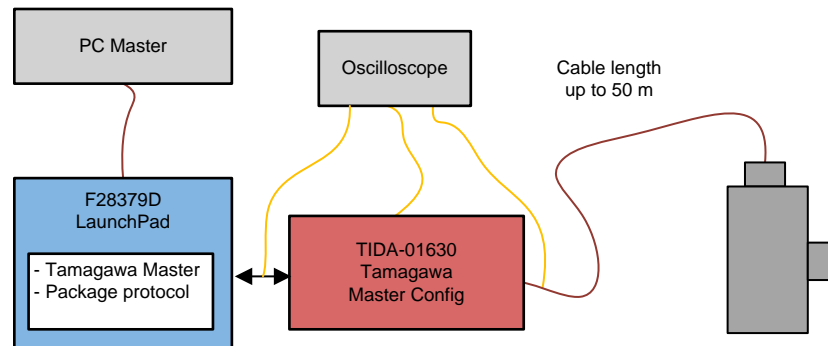 PC Master
Oscilloscope
Cable length
up to 50 m
F28379D
LaunchPad
- Tamagawa Master
- Package protocol
TIDA-01630
Tamagawa
Master Config